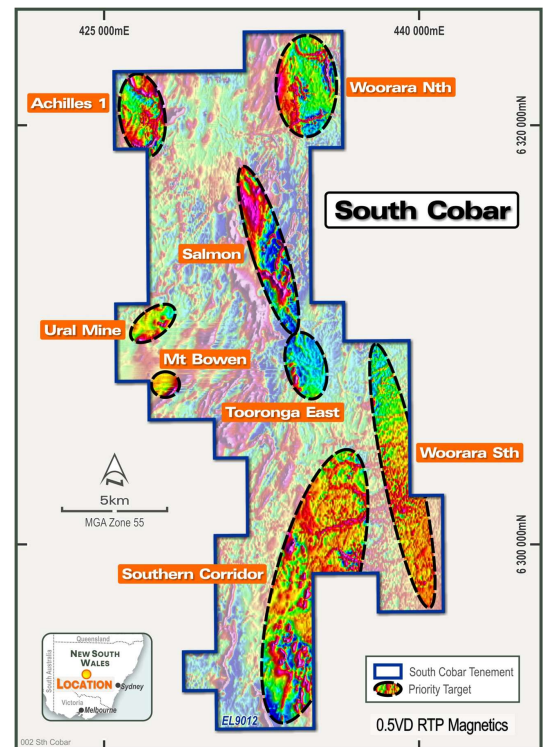 425 000mE
440 000mE
Achilles 1
Woorara Nth
6 320 000mN
South Cobar
Salmon
Ural Mine
Mt Bowen
Tooronga East
Woorara Sth
5km
MGA Zone 55
6 300 000mN
Southern Corridor
Queensland
South Australia
NEW SOUTH
WALES
LOCATION
Sydney
Victoria
Melbourne
EL9012
South Cobar Tenement
Priority Target
0.5VD RTP Magnetics
002 Sth Cobar